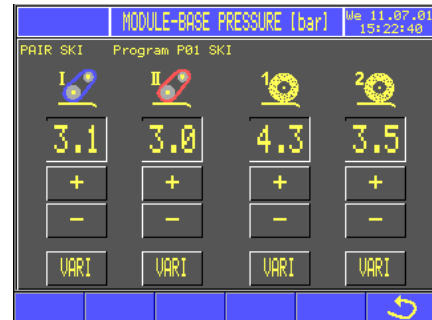 MODULE-BASE PRESSURE [bar]
We 11.07.01
15:22:40
PAIR SKI Program P01 SKI
I II 1 2
3.1 3.0 4.3 3.5
+ + + +
- - - -
VARI VARI VARI VARI